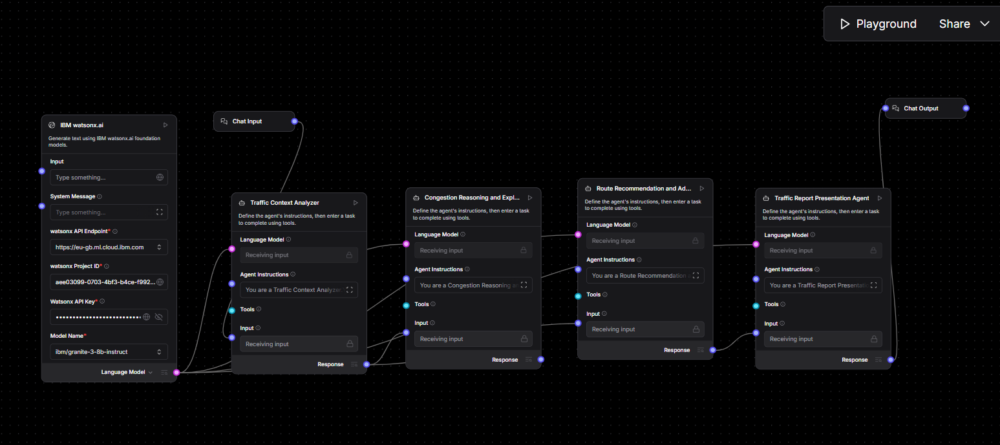 Playground
Share
IBM watsonx.ai
Generate text using IBM watsonx.ai foundation
models.
Input
Type something...
System Message
Type something...
watsonx API Endpoint*
https://eu-gb.ml.cloud.ibm.com
watsonx Project ID*
aee03099-0703-4bf3-b4ce-f992...
Watsonx API Key*
Model Name*
ibm/granite-3-8b-instruct
Language Model
Chat Input
Traffic Context Analyzer
Define the agent's instructions, then enter a task
to complete using tools.
Language Model
Receiving input
Agent Instructions
You are a Traffic Context Analyzer
Tools
Input
Receiving input
Response
Congestion Reasoning and Expl...
Define the agent's instructions, then enter a task
to complete using tools.
Language Model
Receiving input
Agent Instructions
You are a Congestion Reasoning
Tools
Input
Receiving input
Response
Route Recommendation and Ad...
Define the agent's instructions, then enter a task
to complete using tools.
Language Model
Receiving input
Agent Instructions
You are a Route Recommendation
Tools
Input
Receiving input
Response
Traffic Report Presentation Agent
Define the agent's instructions, then enter a task
to complete using tools.
Language Model
Receiving input
Agent Instructions
You are a Traffic Report
Tools
Input
Receiving input
Response
Chat Output